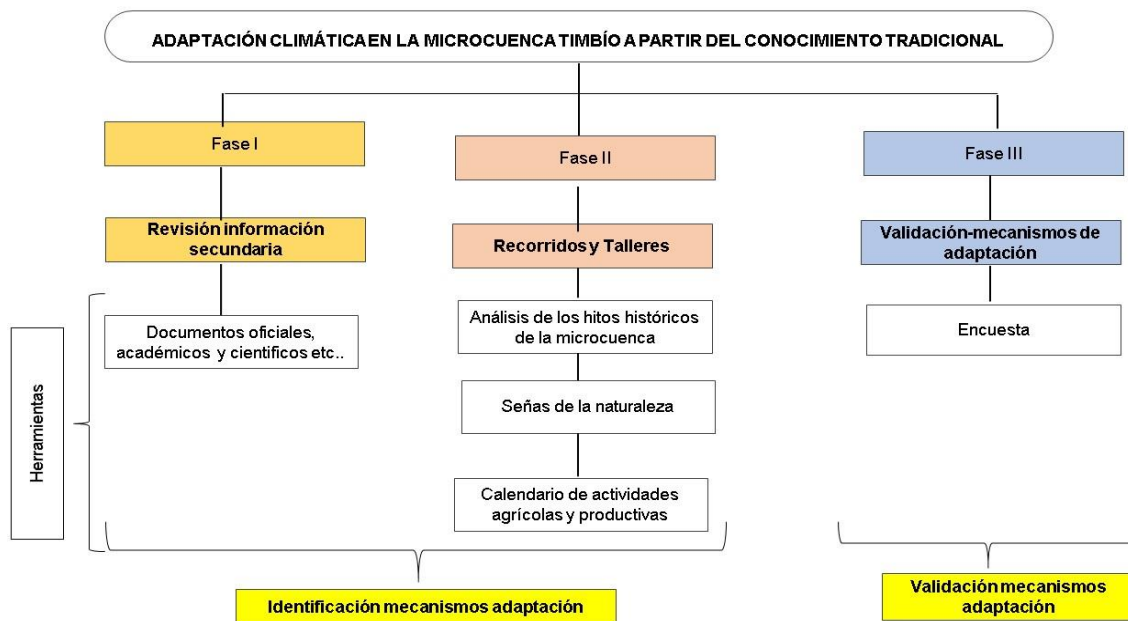 ADAPTACIÓN CLIMÁTICA EN LA MICROCUENCA TIMBÍO A PARTIR DEL CONOCIMIENTO TRADICIONAL
Fase I
Fase II
Fase III
Revisión información
secundaria
Recorridos y Talleres
Validación-mecanismos de
adaptación
Herramientas
Documentos oficiales,
académicos y cientificos etc..
Análisis de los hitos históricos
de la microcuenca
Encuesta
Señas de la naturaleza
Calendario de actividades
agrícolas y productivas
Identificación mecanismos adaptación
Validación mecanismos
adaptación